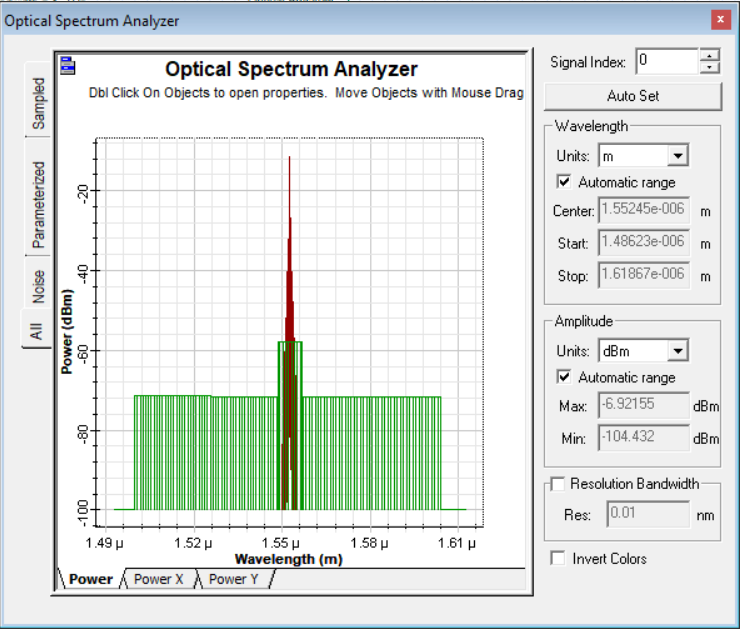 Optical Spectrum Analyzer
x
Optical Spectrum Analyzer
Dbl Click On Objects to open properties. Move Objects with Mouse Drag
Sampled
Parameterized
Noise
All
Power (dBm)
-20
-40
-60
-80
-100
1.49 µ
1.52 µ
1.55 µ
1.58 µ
1.61 µ
Wavelength (m)
Power
Power X
Power Y
Signal Index: 0
Auto Set
Wavelength
Units: m
Automatic range
Center: 1.55245e-006 m
Start: 1.48623e-006 m
Stop: 1.61867e-006 m
Amplitude
Units: dBm
Automatic range
Max: -6.92155 dBm
Min: -104.432 dBm
Resolution Bandwidth
Res: 0.01 nm
Invert Colors